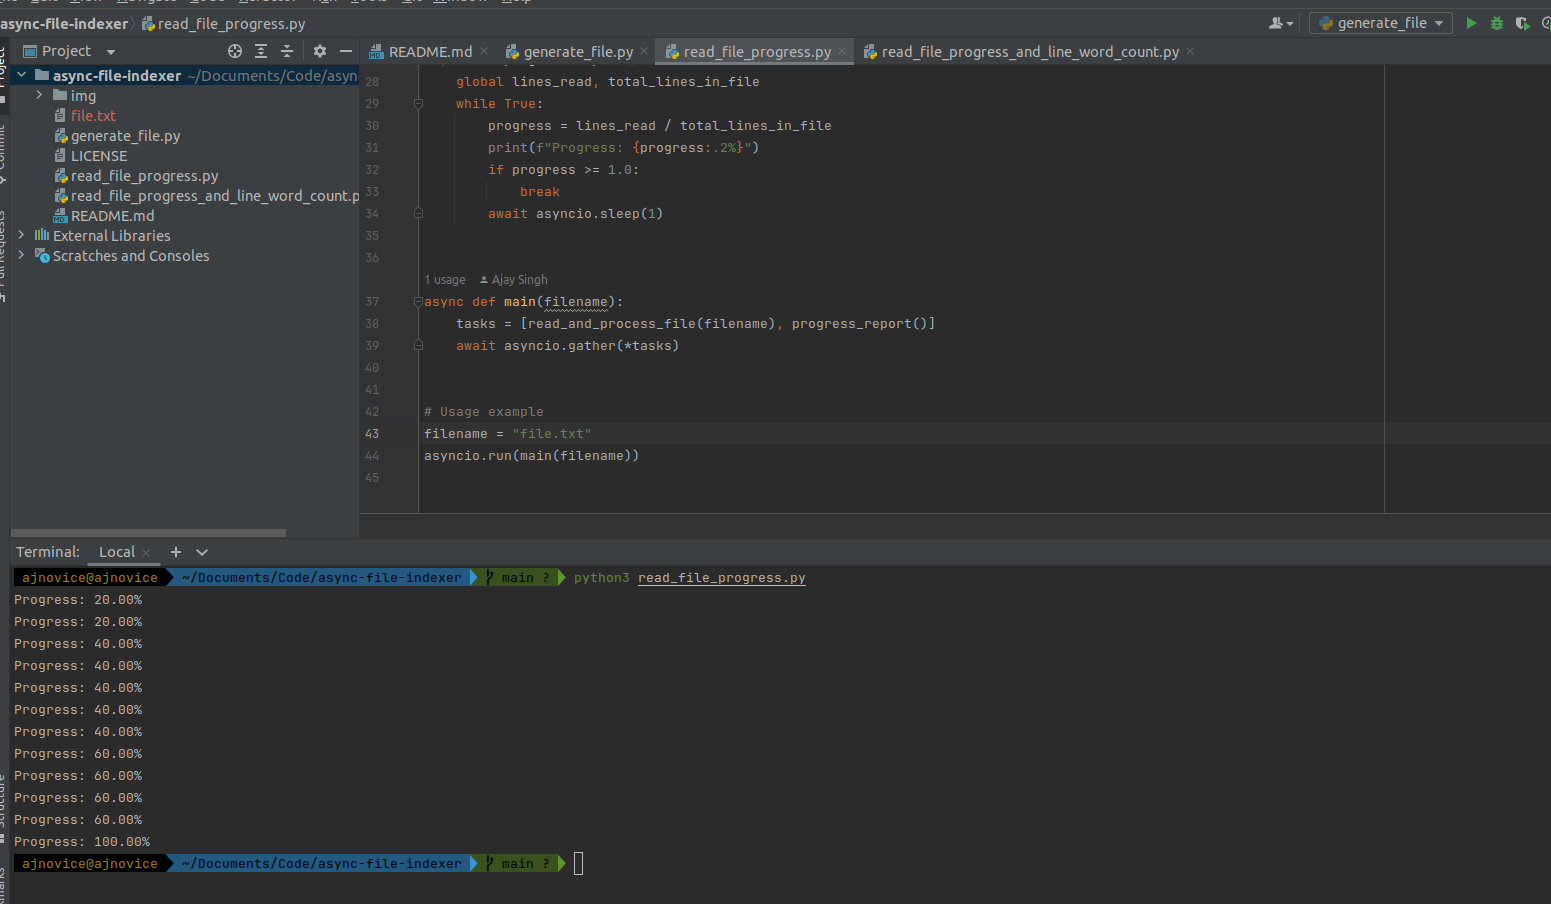 async-file-indexer read_file_progress.py generate_file
Project README.md generate_file.py read_file_progress.py read_file_progress_and_line_word_count.py
async-file-indexer ~/Documents/Code/asyn
img
file.txt
generate_file.py
LICENSE
read_file_progress.py
read_file_progress_and_line_word_count.p
README.md
External Libraries
Scratches and Consoles
28 global lines_read, total_lines_in_file
29 while True:
30 progress = lines_read / total_lines_in_file
31 print(f"Progress: {progress:.2%}")
32 if progress >= 1.0:
33 break
34 await asyncio.sleep(1)
35
36
1 usage Ajay Singh
37 async def main(filename):
38 tasks = [read_and_process_file(filename), progress_report()]
39 await asyncio.gather(*tasks)
40
41
42 # Usage example
43 filename = "file.txt"
44 asyncio.run(main(filename))
45
Terminal: Local
ajnovice@ajnovice ~/Documents/Code/async-file-indexer main ? python3 read_file_progress.py
Progress: 20.00%
Progress: 20.00%
Progress: 40.00%
Progress: 40.00%
Progress: 40.00%
Progress: 40.00%
Progress: 40.00%
Progress: 60.00%
Progress: 60.00%
Progress: 60.00%
Progress: 60.00%
Progress: 100.00%
ajnovice@ajnovice ~/Documents/Code/async-file-indexer main ?